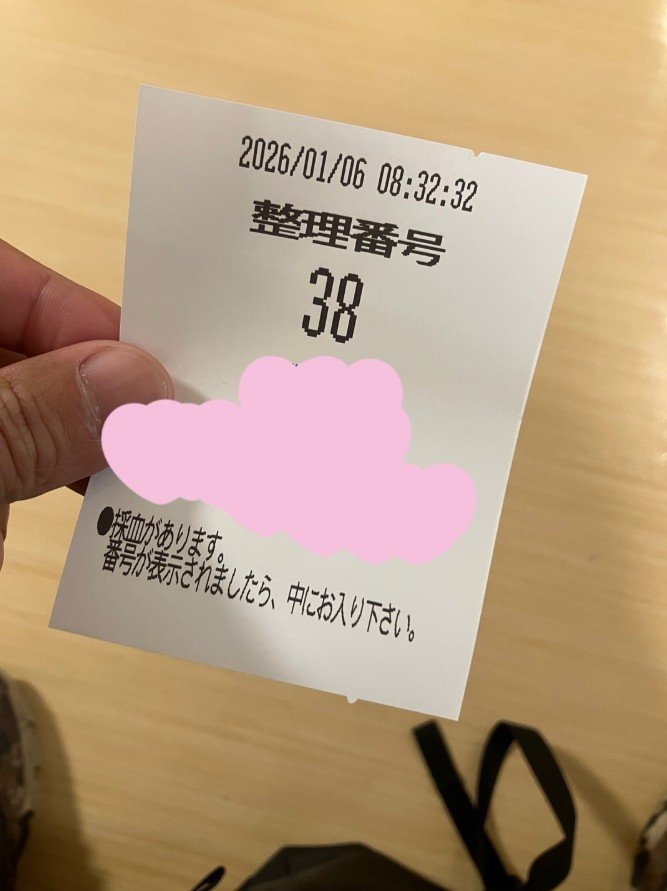 2026/01/06 08:32:32
整理番号
38
●採血があります。
番号が表示されましたら、中にお入り下さい。